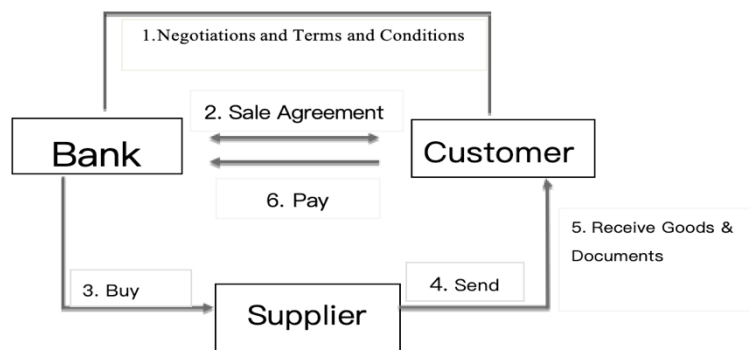 1.Negotiations and Terms and Conditions
2. Sale Agreement
Bank
Customer
6. Pay
5. Receive Goods &
Documents
3. Buy
4. Send
Supplier